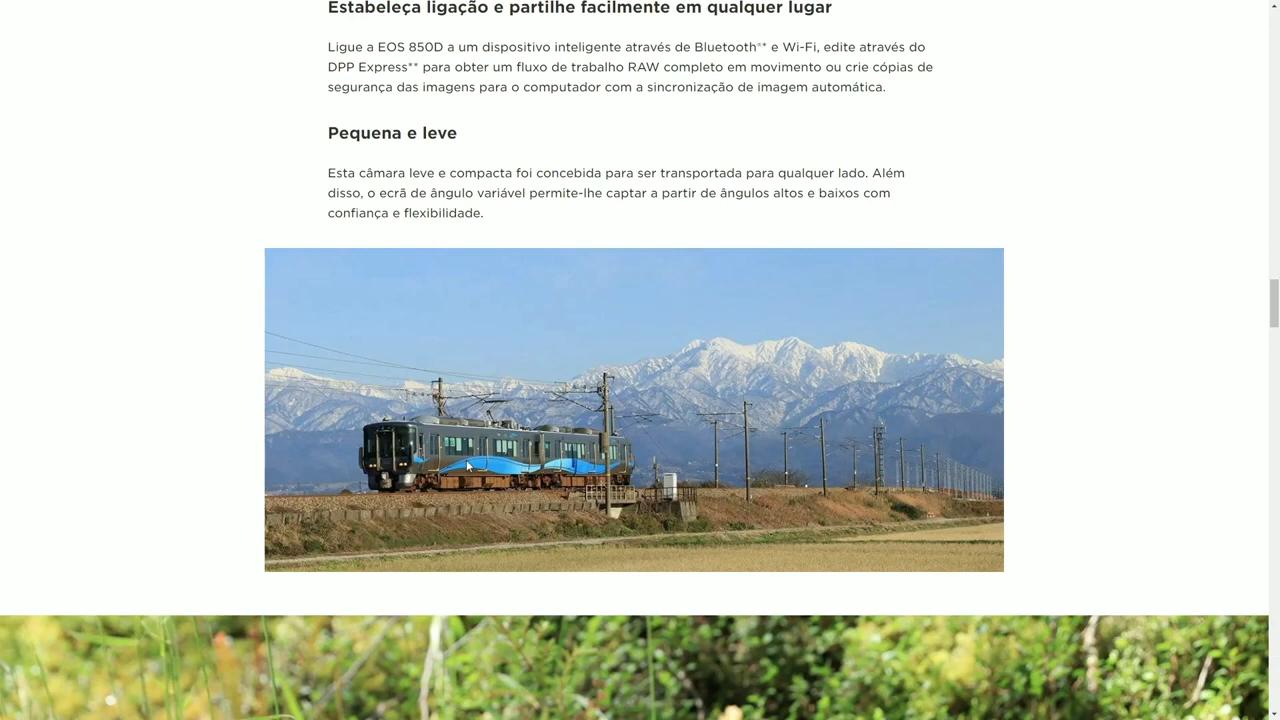 Estabeleça ligação e partilhe facilmente em qualquer lugar
Ligue a EOS 850D a um dispositivo inteligente através de Bluetooth®* e Wi-Fi, edite através do
DPP Express** para obter um fluxo de trabalho RAW completo em movimento ou crie cópias de
segurança das imagens para o computador com a sincronização de imagem automática.
Pequena e leve
Esta câmara leve e compacta foi concebida para ser transportada para qualquer lado. Além
disso, o ecrã de ângulo variável permite-lhe captar a partir de ângulos altos e baixos com
confiança e flexibilidade.